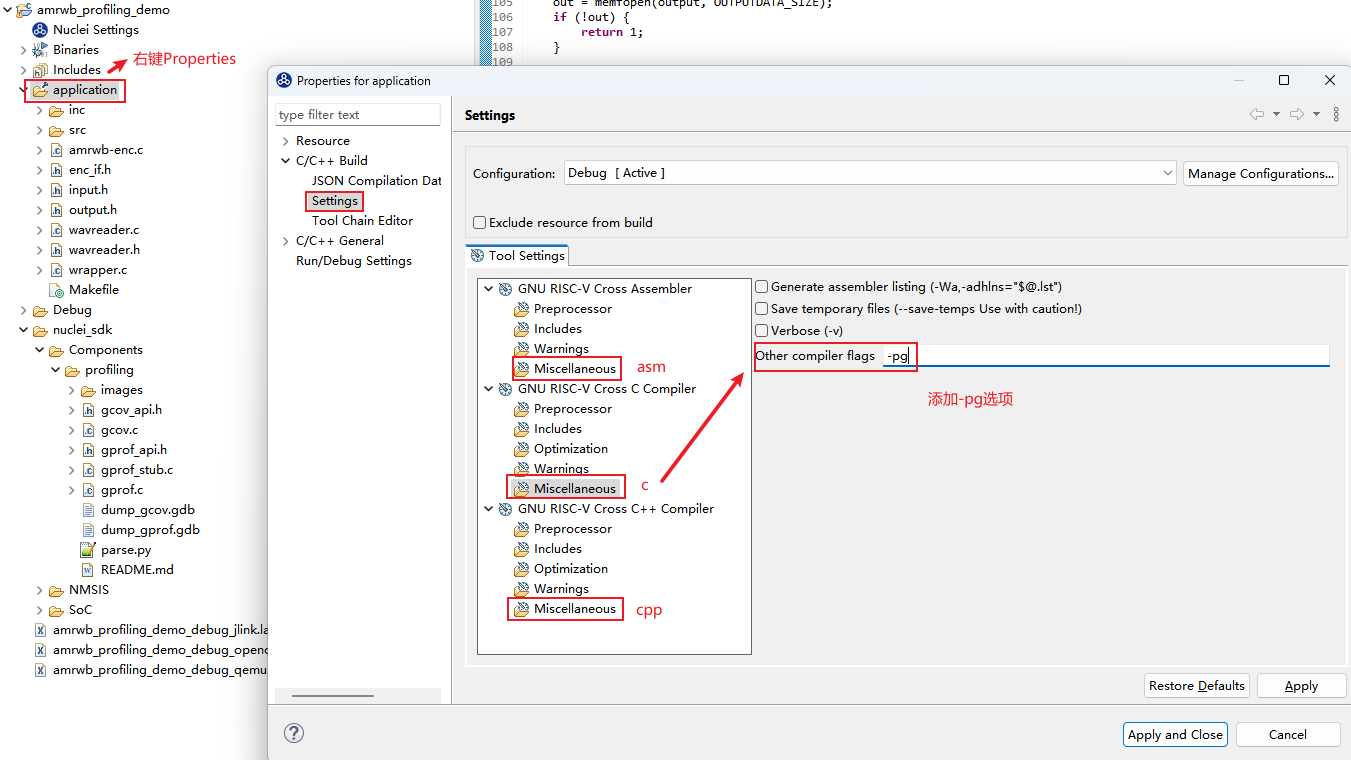 amrwb_profiling_demo
Nuclei Settings
Binaries
Includes
右键Properties
application
inc
src
amrwb-enc.c
enc_if.h
input.h
output.h
wavreader.c
wavreader.h
wrapper.c
Makefile
Debug
nuclei_sdk
Components
profiling
images
gcov_api.h
gcov.c
gprof_api.h
gprof_stub.c
gprof.c
dump_gcov.gdb
dump_gprof.gdb
parse.py
README.md
NMSIS
SoC
amrwb_profiling_demo_debug_jlink.la
amrwb_profiling_demo_debug_openc
amrwb_profiling_demo_debug_qemu
105 out = memfopen(output, OUTPUTDATA_SIZE);
106 if (!out) {
107 return 1;
108 }
109
Properties for application
type filter text
Resource
C/C++ Build
JSON Compilation Dat
Settings
Tool Chain Editor
C/C++ General
Run/Debug Settings
Settings
Configuration: Debug [ Active ] Manage Configurations...
Exclude resource from build
Tool Settings
GNU RISC-V Cross Assembler
Preprocessor
Includes
Warnings
Miscellaneous asm
GNU RISC-V Cross C Compiler
Preprocessor
Includes
Optimization
Warnings
Miscellaneous c
GNU RISC-V Cross C++ Compiler
Preprocessor
Includes
Optimization
Warnings
Miscellaneous cpp
Generate assembler listing (-Wa,-adhlns="$@.lst")
Save temporary files (--save-temps Use with caution!)
Verbose (-v)
Other compiler flags -pg
添加-pg选项
Restore Defaults Apply
? Apply and Close Cancel